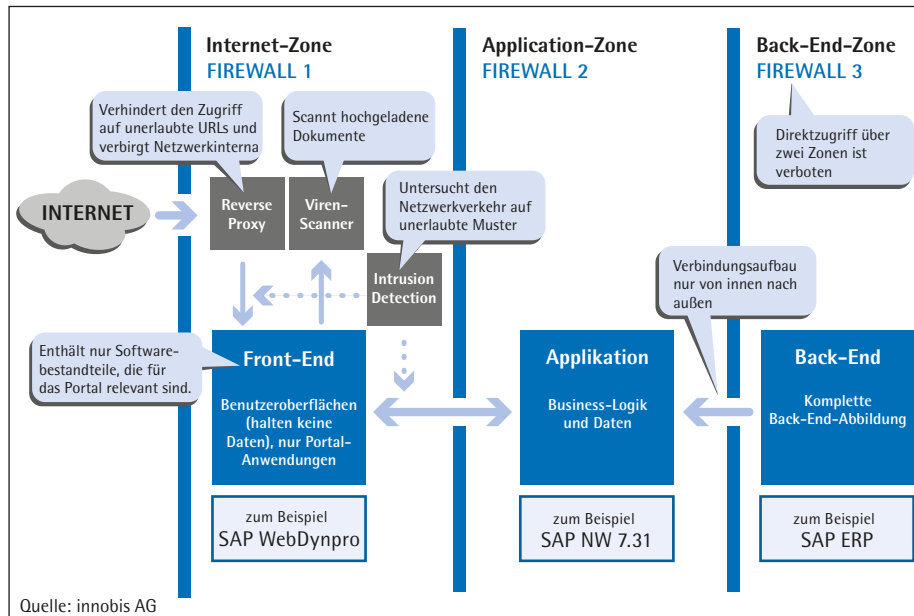 Internet-Zone
FIREWALL 1
Application-Zone
FIREWALL 2
Back-End-Zone
FIREWALL 3
Verhindert den Zugriff
auf unerlaubte URLs und
verbirgt Netzwerkinterna
Scannt hochgeladene
Dokumente
Direktzugriff über
zwei Zonen ist
verboten
INTERNET
Reverse
Proxy
Viren-
Scanner
Untersucht den
Netzwerkverkehr auf
unerlaubte Muster
Intrusion
Detection
Verbindungsaufbau
nur von innen nach
außen
Enthält nur Software-
bestandteile, die für
das Portal relevant sind.
Front-End
Benutzeroberflächen
(halten keine
Daten), nur Portal-
Anwendungen
Applikation
Business-Logik
und Daten
Back-End
Komplette
Back-End-Abbildung
zum Beispiel
SAP WebDynpro
zum Beispiel
SAP NW 7.31
zum Beispiel
SAP ERP
Quelle: innobis AG